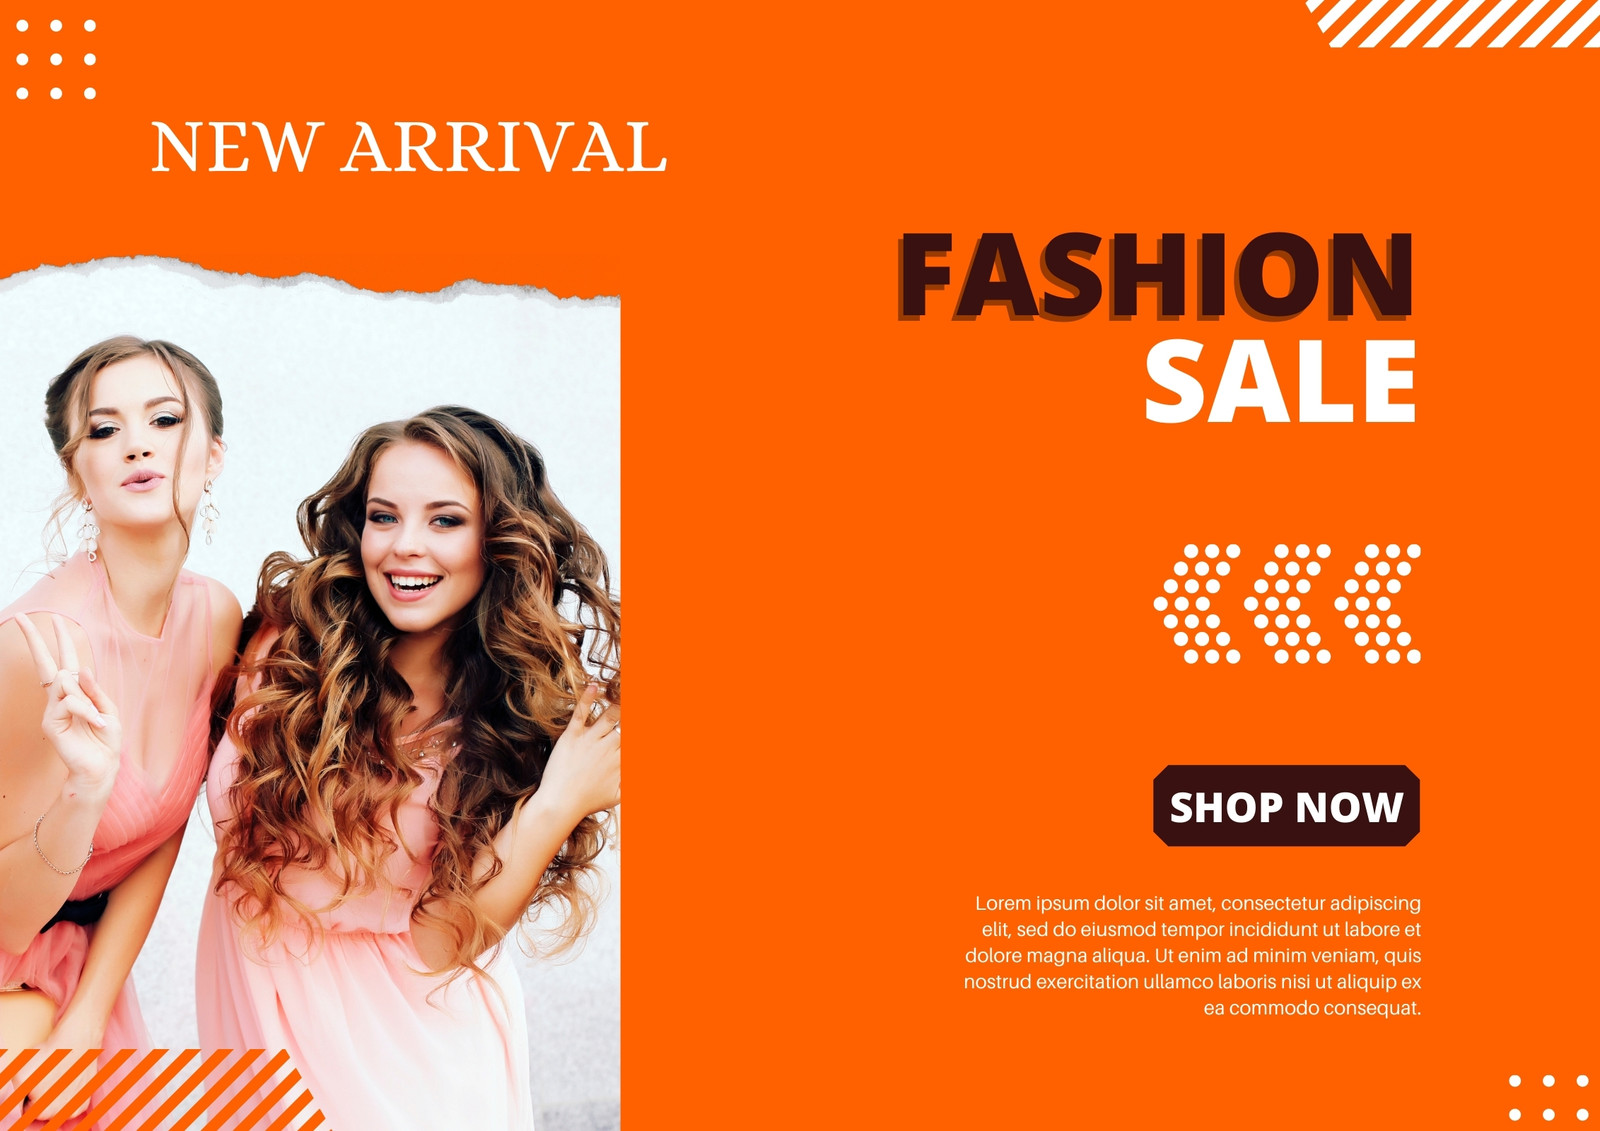 NEW ARRIVAL
FASHION
SALE
SHOP NOW
Lorem ipsum dolor sit amet, consectetur adipiscing
elit, sed do eiusmod tempor incididunt ut labore et
dolore magna aliqua. Ut enim ad minim veniam, quis
nostrud exercitation ullamco laboris nisi ut aliquip ex
ea commodo consequat.